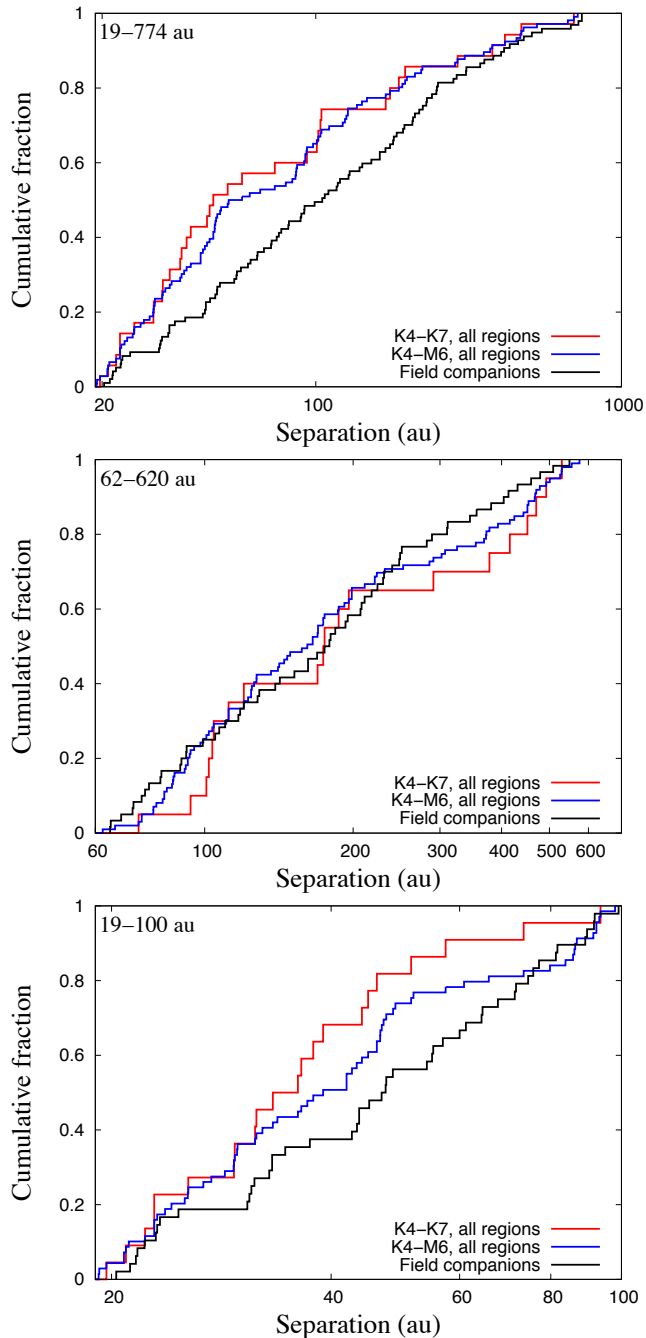 19–774 au
1
0.8
0.6
0.4
0.2
0
Cumulative fraction
K4–K7, all regions
K4–M6, all regions
Field companions
20
100
1000
Separation (au)
62–620 au
1
0.8
0.6
0.4
0.2
0
Cumulative fraction
K4–K7, all regions
K4–M6, all regions
Field companions
60
100
200
300
400
500
600
Separation (au)
19–100 au
1
0.8
0.6
0.4
0.2
0
Cumulative fraction
K4–K7, all regions
K4–M6, all regions
Field companions
20
40
60
80
100
Separation (au)